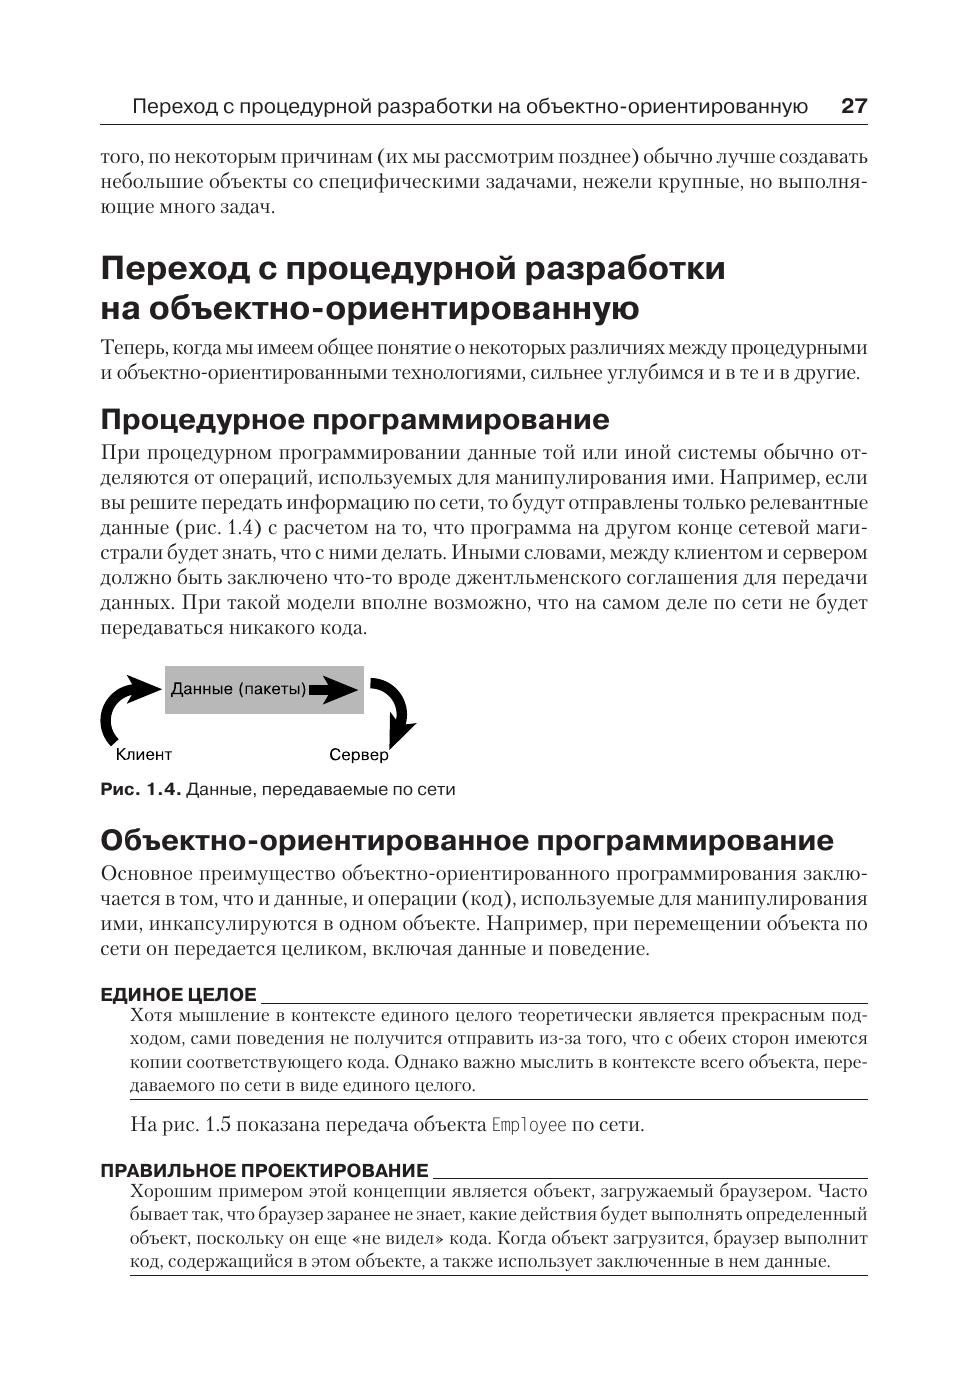 Переход с процедурной разработки на объектно-ориентированную 27
того, по некоторым причинам (их мы рассмотрим позднее) обычно лучше создавать
небольшие объекты со специфическими задачами, нежели крупные, но выполня-
ющие много задач.
Переход с процедурной разработки
на объектно-ориентированную
Теперь, когда мы имеем общее понятие о некоторых различиях между процедурными
и объектно-ориентированными технологиями, сильнее углубимся и в те и в другие.
Процедурное программирование
При процедурном программировании данные той или иной системы обычно от-
деляются от операций, используемых для манипулирования ими. Например, если
вы решите передать информацию по сети, то будут отправлены только релевантные
данные (рис. 1.4) с расчетом на то, что программа на другом конце сетевой маги-
страли будет знать, что с ними делать. Иными словами, между клиентом и сервером
должно быть заключено что-то вроде джентльменского соглашения для передачи
данных. При такой модели вполне возможно, что на самом деле по сети не будет
передаваться никакого кода.
Данные (пакеты)
Клиент Сервер
Рис. 1.4. Данные, передаваемые по сети
Объектно-ориентированное программирование
Основное преимущество объектно-ориентированного программирования заклю-
чается в том, что и данные, и операции (код), используемые для манипулирования
ими, инкапсулируются в одном объекте. Например, при перемещении объекта по
сети он передается целиком, включая данные и поведение.
ЕДИНОЕ ЦЕЛОЕ
Хотя мышление в контексте единого целого теоретически является прекрасным под-
ходом, сами поведения не получится отправить из-за того, что с обеих сторон имеются
копии соответствующего кода. Однако важно мыслить в контексте всего объекта, пере-
даваемого по сети в виде единого целого.
На рис. 1.5 показана передача объекта Employee по сети.
ПРАВИЛЬНОЕ ПРОЕКТИРОВАНИЕ
Хорошим примером этой концепции является объект, загружаемый браузером. Часто
бывает так, что браузер заранее не знает, какие действия будет выполнять определенный
объект, поскольку он еще «не видел» кода. Когда объект загрузится, браузер выполнит
код, содержащийся в этом объекте, а также использует заключенные в нем данные.